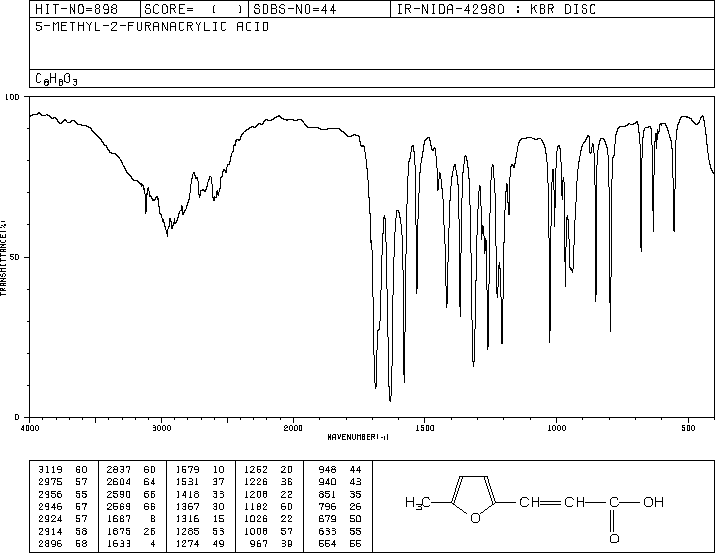 HIT-NO=898 SCORE= ( ) SDBS-NO=44 IR-NIDA-42980 : KBR DISC
5-METHYL-2-FURANACRYLIC ACID
C8H8O3
100
50
0
TRANSMITTANCE(%)
4000 3000 2000 1500 1000 500
WAVENUMBER(-1)
3119 60 2837 60 1579 10 1262 20 948 44
2975 57 2604 64 1531 37 1226 36 940 43
2956 55 2590 66 1418 33 1208 22 851 35
2946 57 2569 66 1367 30 1182 60 796 26
2924 57 1687 8 1316 15 1026 22 679 50
2914 58 1675 26 1285 53 1008 57 633 55
2896 58 1633 4 1274 49 967 39 554 55
H3C O CH CH C OH
O